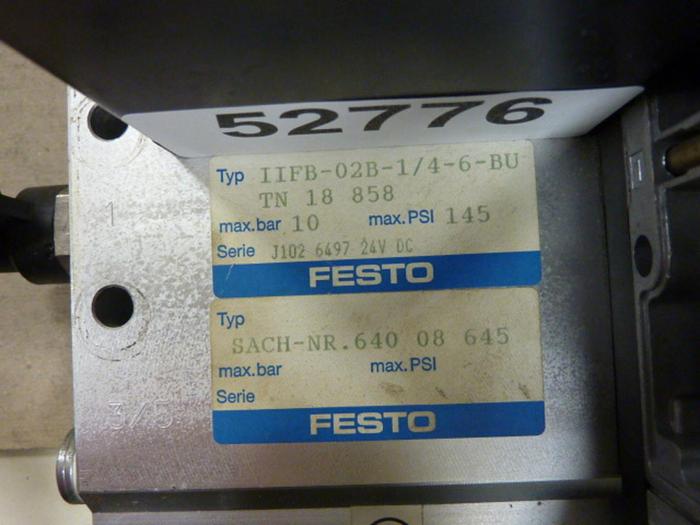 52776
Typ IIFB-02B-1/4-6-BU
TN 18 858
max.bar 10 max.PSI 145
Serie J102 6497 24V DC
FESTO
Typ
SACH-NR.640 08 645
max.bar max.PSI
Serie
FESTO
1
3/5